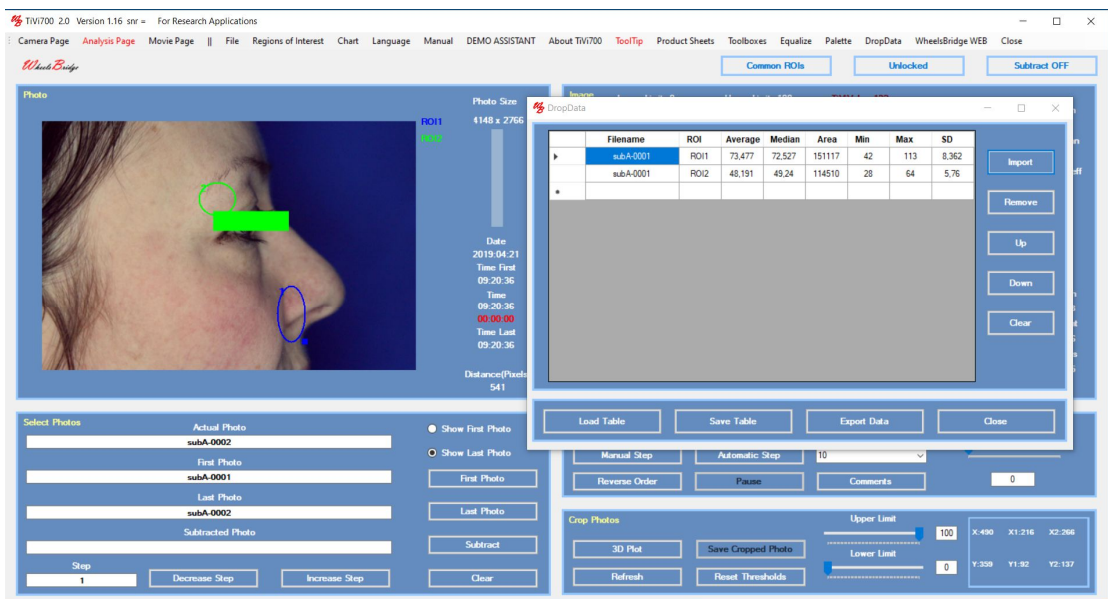 TiVi700 2.0 Version 1.16 snr = For Research Applications
Camera Page Analysis Page Movie Page || File Regions of Interest Chart Language Manual DEMO ASSISTANT About TiVi700 ToolTip Product Sheets Toolboxes Equalize Palette DropData WheelsBridge WEB Close
WheelsBridge
Common ROIs Unlocked Subtract OFF
Photo
ROI1
ROI2
Photo Size
4148 x 2766
Date
2019:04:21
Time First
09:20:36
Time
09:20:36
00:00:00
Time Last
09:20:36
Distance(Pixels
541
Image
DropData
Filename ROI Average Median Area Min Max SD
subA-0001 ROI1 73,477 72,527 151117 42 113 8,362
subA-0001 ROI2 48,191 49,24 114510 28 64 5,76
Import
Remove
Up
Down
Clear
Load Table Save Table Export Data Close
Select Photos
Actual Photo
subA-0002
First Photo
subA-0001
Last Photo
subA-0002
Subtracted Photo
Step
1
Decrease Step Increase Step
Show First Photo
Show Last Photo
First Photo
Last Photo
Subtract
Clear
Manual Step Automatic Step 10
Reverse Order Pause Comments 0
Crop Photos
3D Plot Save Cropped Photo
Refresh Reset Thresholds
Upper Limit
100
Lower Limit
0
X:490 X1:216 X2:266
Y:359 Y1:92 Y2:137